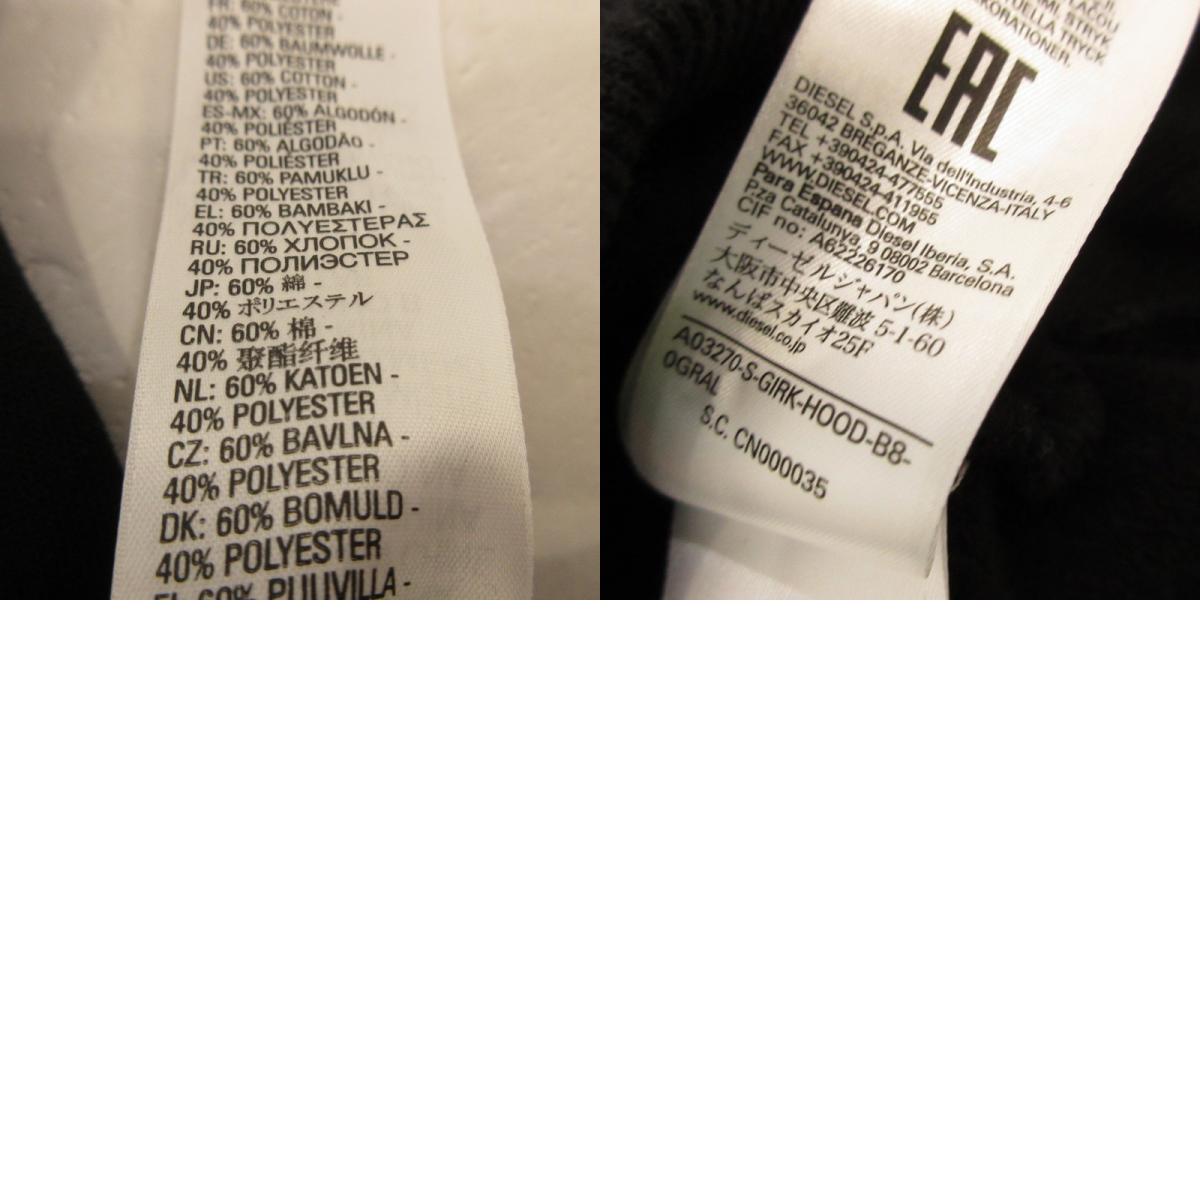 FR: 60% COTON -
40% POLYESTER
DE: 60% BAUMWOLLE -
40% POLYESTER
US: 60% COTTON -
40% POLYESTER
ES-MX: 60% ALGODÓN -
40% POLIÉSTER
PT: 60% ALGODÃO -
40% POLIÉSTER
TR: 60% PAMUKLU -
40% POLYESTER
EL: 60% BAMBAKI -
40% ΠΟΛΥΕΣΤΕΡΑΣ
RU: 60% ХЛОПОК -
40% ПОЛИЭСТЕР
JP: 60% 綿 -
40% ポリエステル
CN: 60% 棉 -
40% 聚酯纤维
NL: 60% KATOEN -
40% POLYESTER
CZ: 60% BAVLNA -
40% POLYESTER
DK: 60% BOMULD -
40% POLYESTER
60% PUUVILLA -
STRYK
TRYCK
EAC
DIESEL S.p.A. Via dell'Industria, 4-6
36042 BREGANZE-VICENZA-ITALY
TEL +390424-477555
FAX +390424-411955
WWW.DIESEL.COM
Para Espana Diesel Iberia, S.A.
P.za Catalunya, 9 08002 Barcelona
CIF no: A62226170
ディーゼルジャパン(株)
大阪市中央区難波 5-1-60
なんばスカイオ25F
www.diesel.co.jp
A03270-S-GIRK-HOOD-B8-
0GRAL
S.C. CN000035